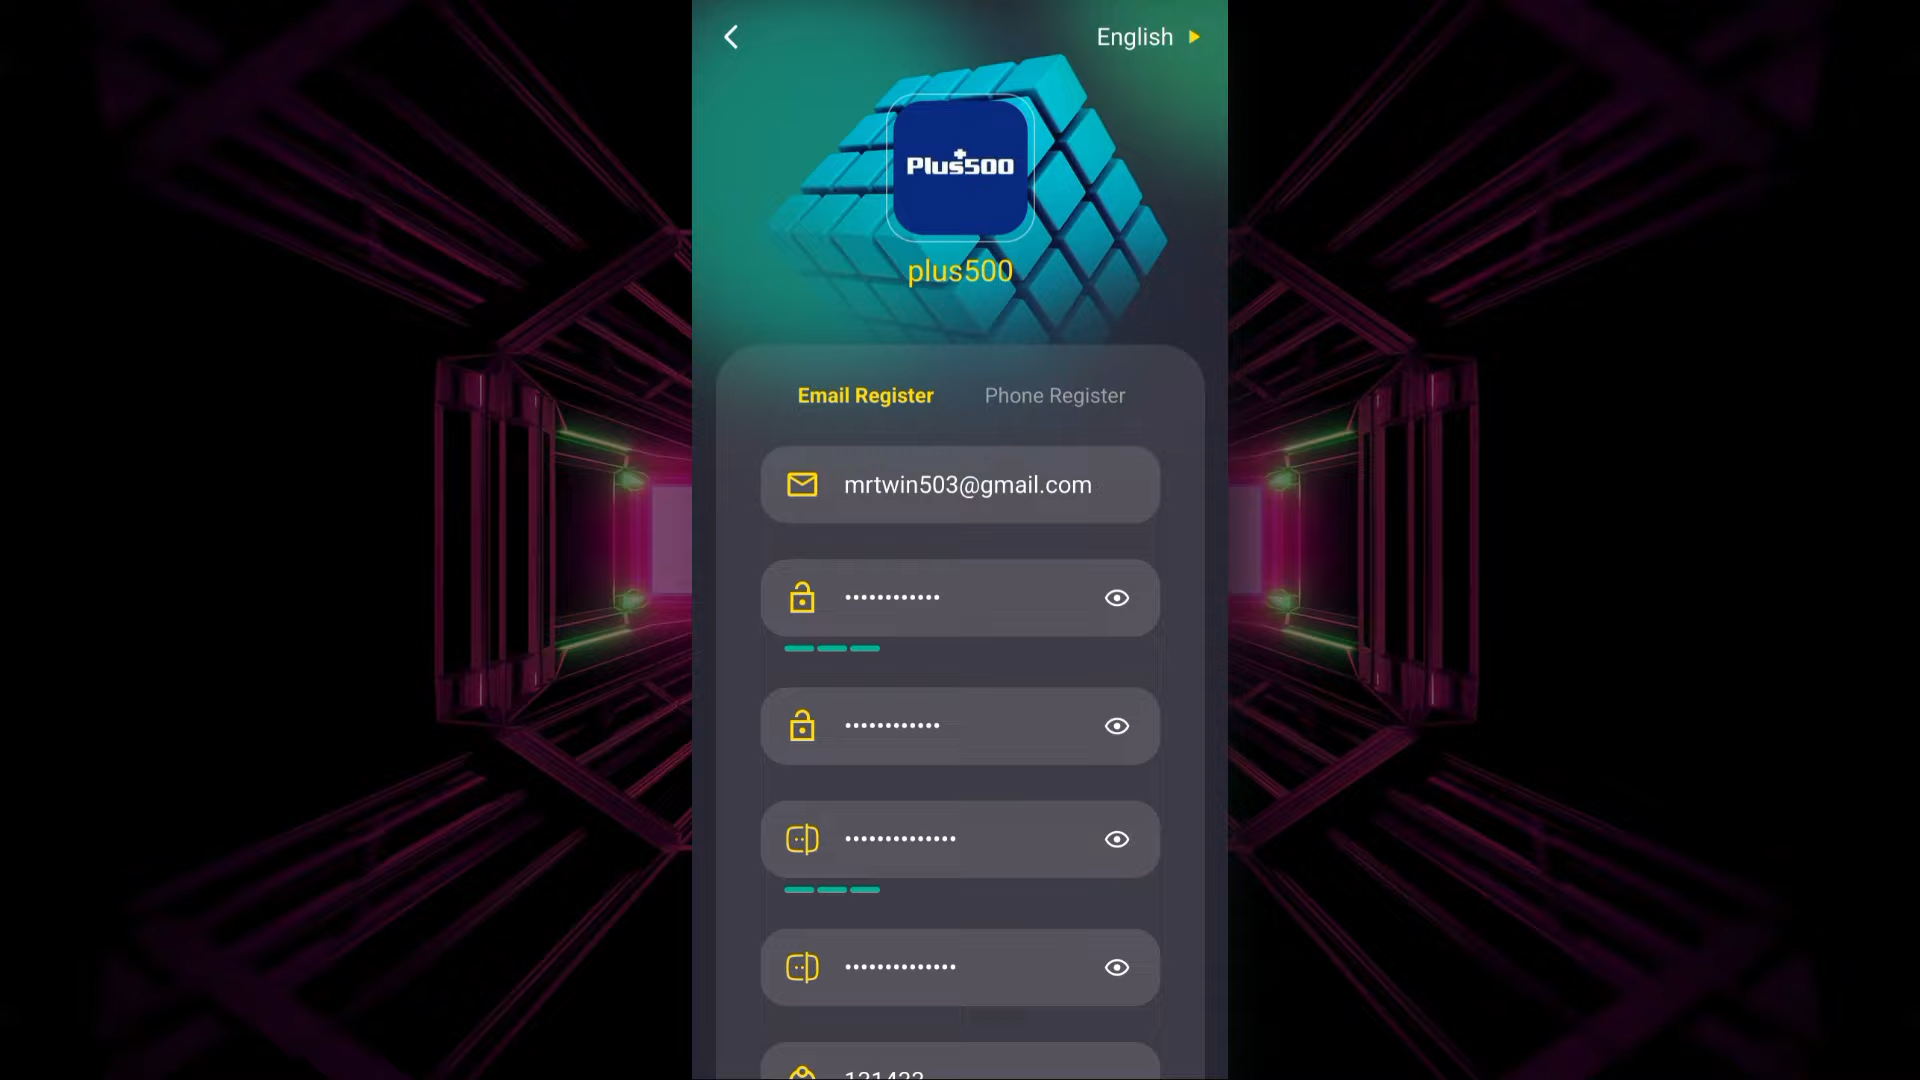 English
Plus500
plus500
Email Register Phone Register
mrtwin503@gmail.com
••••••••••••
••••••••••••
••••••••••••••
••••••••••••••